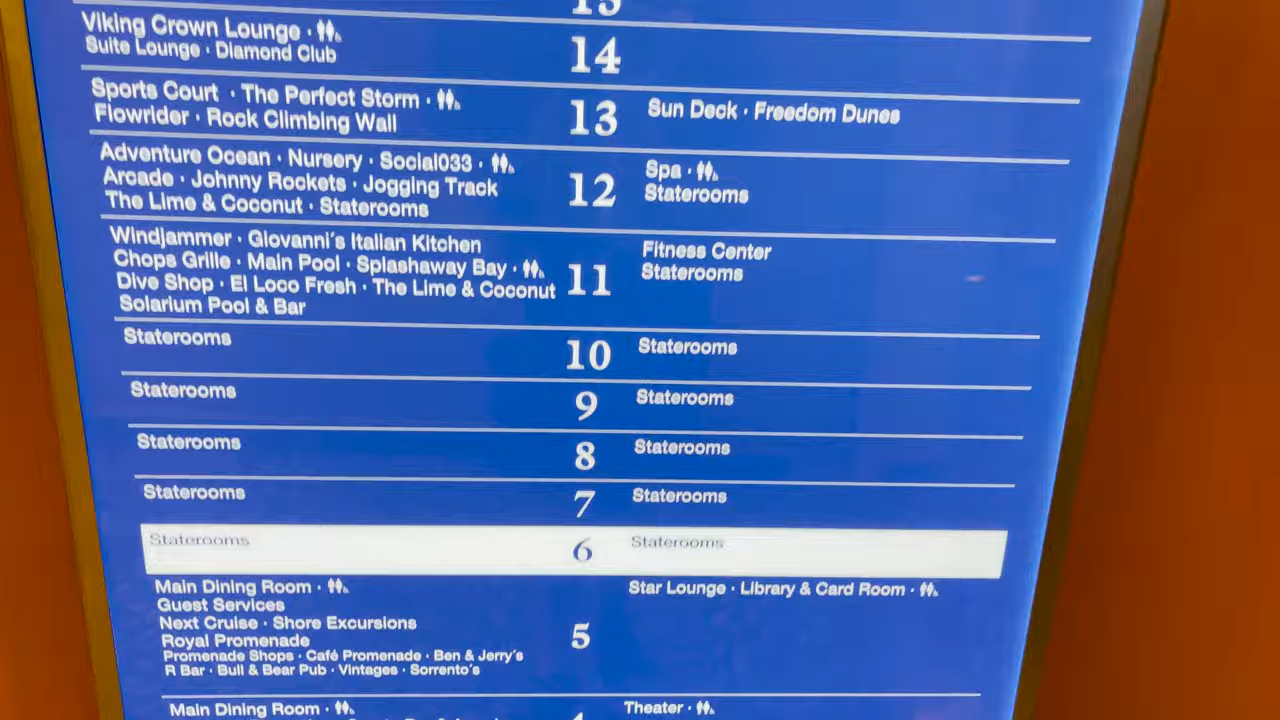 15
Viking Crown Lounge ·
Suite Lounge · Diamond Club
14
Sports Court · The Perfect Storm ·
Flowrider · Rock Climbing Wall
13
Sun Deck · Freedom Dunes
Adventure Ocean · Nursery · Social033 ·
Arcade · Johnny Rockets · Jogging Track
The Lime & Coconut · Staterooms
12
Spa ·
Staterooms
Windjammer · Giovanni's Italian Kitchen
Chops Grille · Main Pool · Splashaway Bay ·
Dive Shop · El Loco Fresh · The Lime & Coconut
Solarium Pool & Bar
11
Fitness Center
Staterooms
Staterooms
10
Staterooms
Staterooms
9
Staterooms
Staterooms
8
Staterooms
Staterooms
7
Staterooms
Staterooms
6
Staterooms
Main Dining Room ·
Guest Services
Next Cruise · Shore Excursions
Royal Promenade
Promenade Shops · Café Promenade · Ben & Jerry's
R Bar · Bull & Bear Pub · Vintages · Sorrento's
5
Star Lounge · Library & Card Room ·
Main Dining Room ·
4
Theater ·